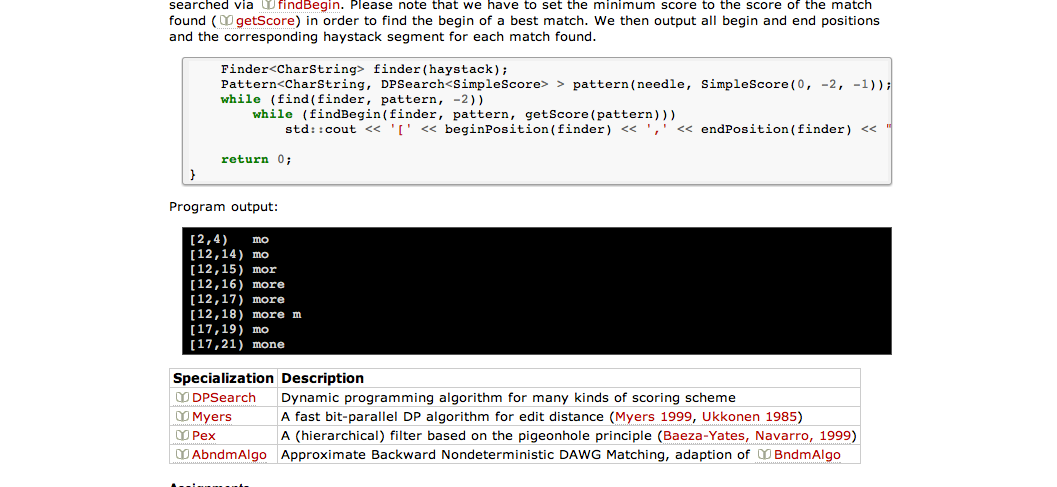 searched via findBegin. Please note that we have to set the minimum score to the score of the match
found ( getScore) in order to find the begin of a best match. We then output all begin and end positions
and the corresponding haystack segment for each match found.
Finder<CharString> finder(haystack);
Pattern<CharString, DPSearch<SimpleScore> > pattern(needle, SimpleScore(0, -2, -1));
while (find(finder, pattern, -2))
while (findBegin(finder, pattern, getScore(pattern)))
std::cout << '[' << beginPosition(finder) << ',' << endPosition(finder) << "
return 0;
}
Program output:
[2,4) mo
[12,14) mo
[12,15) mor
[12,16) more
[12,17) more
[12,18) more m
[17,19) mo
[17,21) mone
Specialization Description
DPSearch Dynamic programming algorithm for many kinds of scoring scheme
Myers A fast bit-parallel DP algorithm for edit distance (Myers 1999, Ukkonen 1985)
Pex A (hierarchical) filter based on the pigeonhole principle (Baeza-Yates, Navarro, 1999)
AbndmAlgo Approximate Backward Nondeterministic DAWG Matching, adaption of BndmAlgo